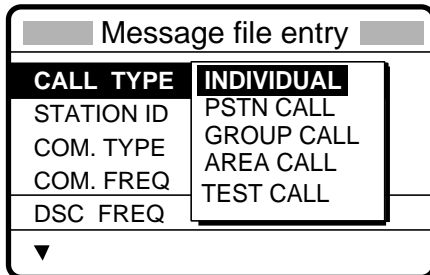 Message file entry
CALL TYPE
STATION ID
COM. TYPE
COM. FREQ
DSC FREQ
INDIVIDUAL
PSTN CALL
GROUP CALL
AREA CALL
TEST CALL
▼